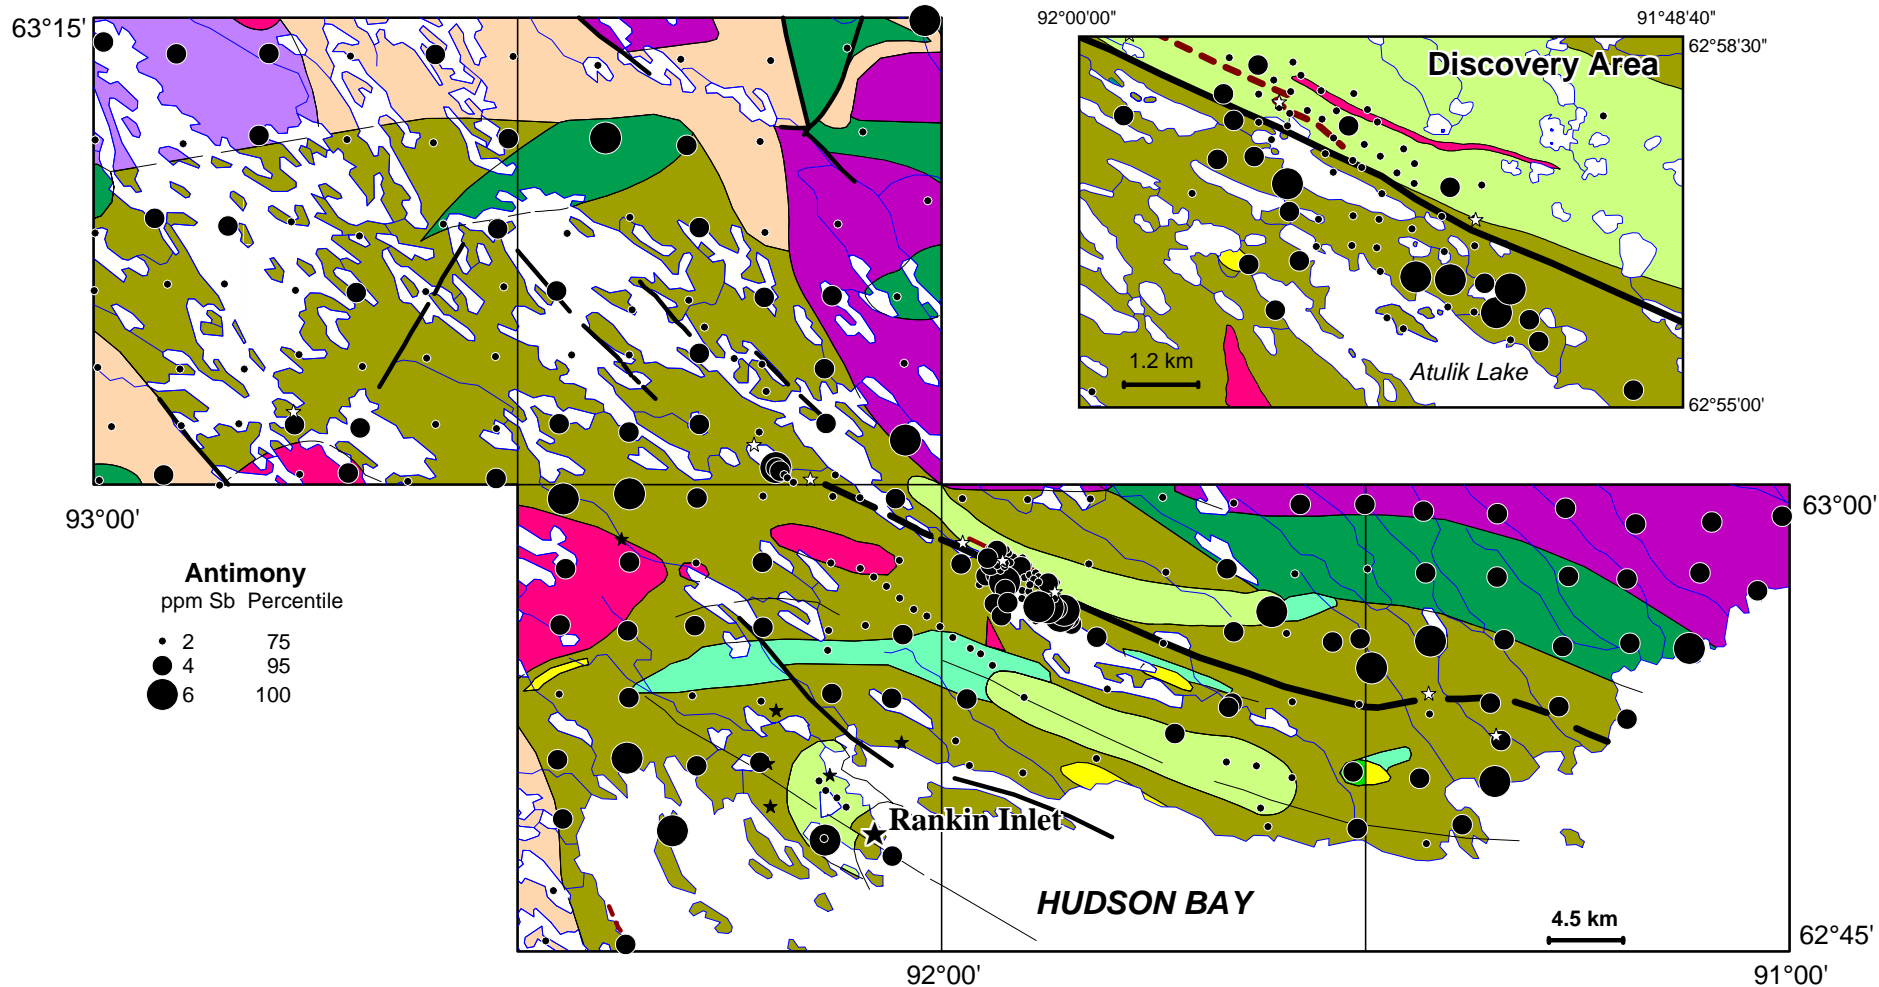 63°15'
92°00'00"
91°48'40"
62°58'30"
Discovery Area
1.2 km
Atulik Lake
62°55'00'
93°00'
63°00'
Antimony
ppm Sb Percentile
2 75
4 95
6 100
Rankin Inlet
HUDSON BAY
4.5 km
62°45'
92°00'
91°00'